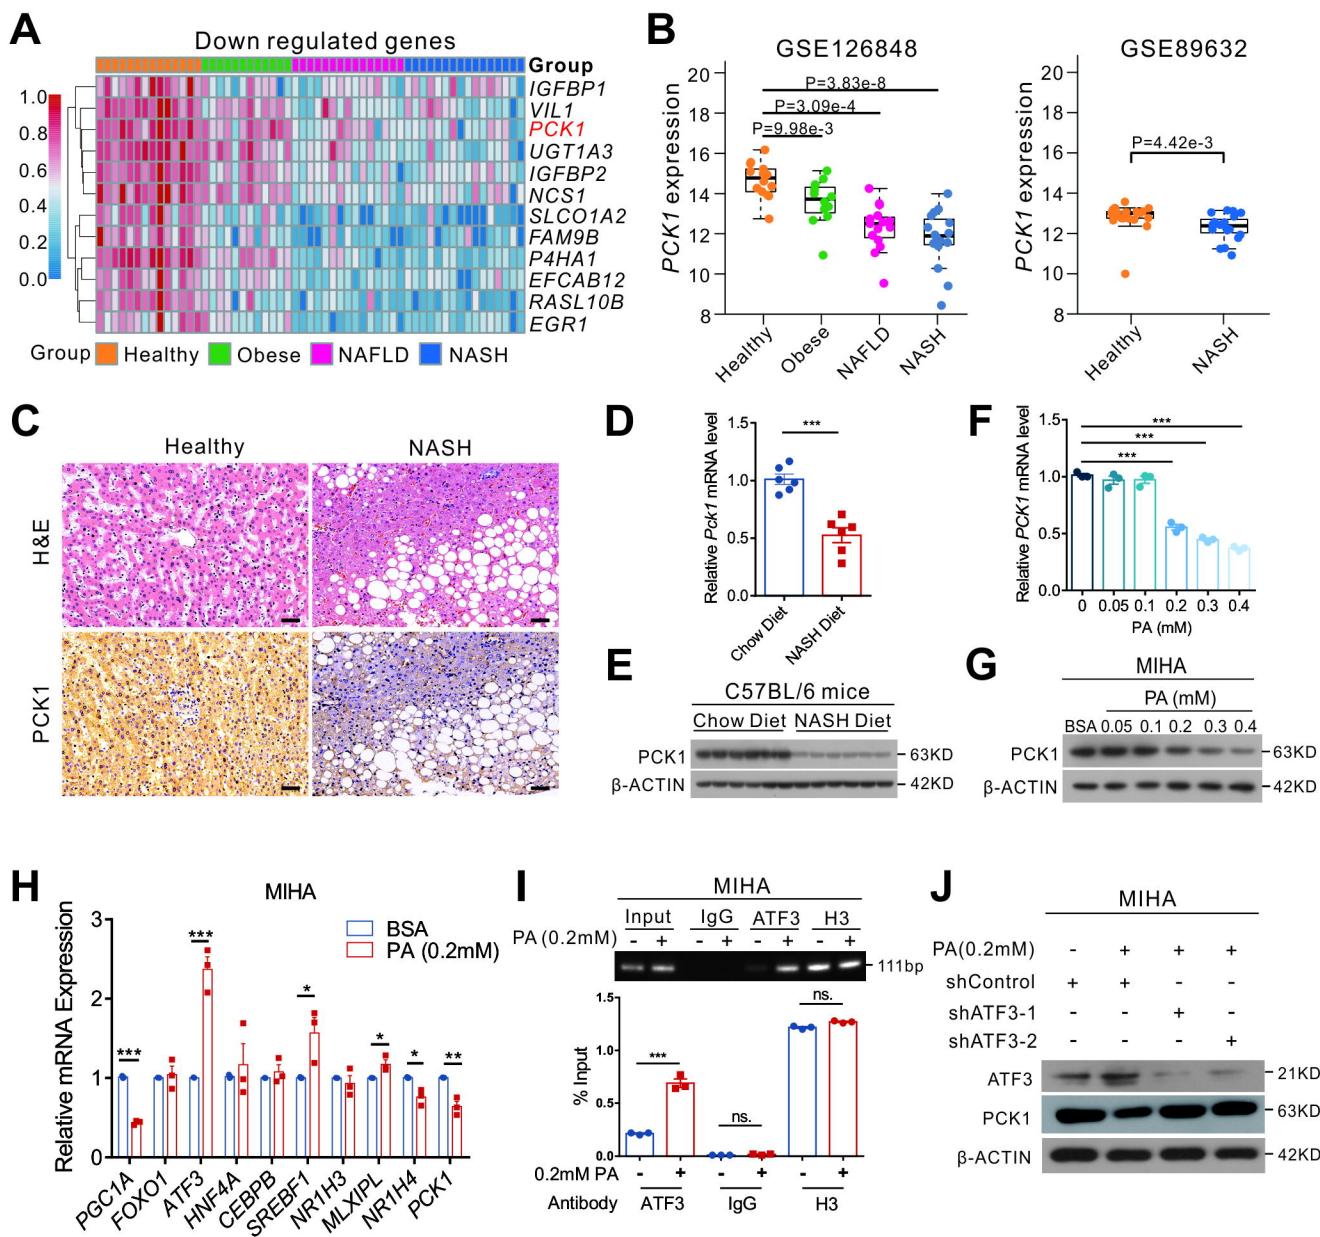 A
Down regulated genes
Group
1.0
0.8
0.6
0.4
0.2
0.0
IGFBP1
VIL1
PCK1
UGT1A3
IGFBP2
NCS1
SLCO1A2
FAM9B
P4HA1
EFCAB12
RASL10B
EGR1
Group Healthy Obese NAFLD NASH
B
GSE126848
PCK1 expression
20
18
16
14
12
10
8
P=3.83e-8
P=3.09e-4
P=9.98e-3
Healthy Obese NAFLD NASH
GSE89632
PCK1 expression
20
18
16
14
12
10
8
P=4.42e-3
Healthy NASH
C
Healthy NASH
H&E
PCK1
D
Relative Pck1 mRNA level
1.5
1.0
0.5
0.0
***
Chow Diet NASH Diet
F
Relative PCK1 mRNA level
1.5
1.0
0.5
0.0
***
***
***
0 0.05 0.1 0.2 0.3 0.4
PA (mM)
E
C57BL/6 mice
Chow Diet NASH Diet
PCK1 63KD
β-ACTIN 42KD
G
MIHA
PA (mM)
BSA 0.05 0.1 0.2 0.3 0.4
PCK1 63KD
β-ACTIN 42KD
H
MIHA
Relative mRNA Expression
3
2
1
0
BSA
PA (0.2mM)
*** *** * * * **
PGC1A FOXO1 ATF3 HNF4A CEBPB SREBF1 NR1H3 MLXIPL NR1H4 PCK1
I
MIHA
Input IgG ATF3 H3
PA (0.2mM) - + - + - + - +
111bp
% Input
1.5
1.0
0.5
0.0
*** ns. ns.
0.2mM PA - + - + - +
Antibody ATF3 IgG H3
J
MIHA
PA(0.2mM) - + + +
shControl + + - -
shATF3-1 - - + -
shATF3-2 - - - +
ATF3 21KD
PCK1 63KD
β-ACTIN 42KD